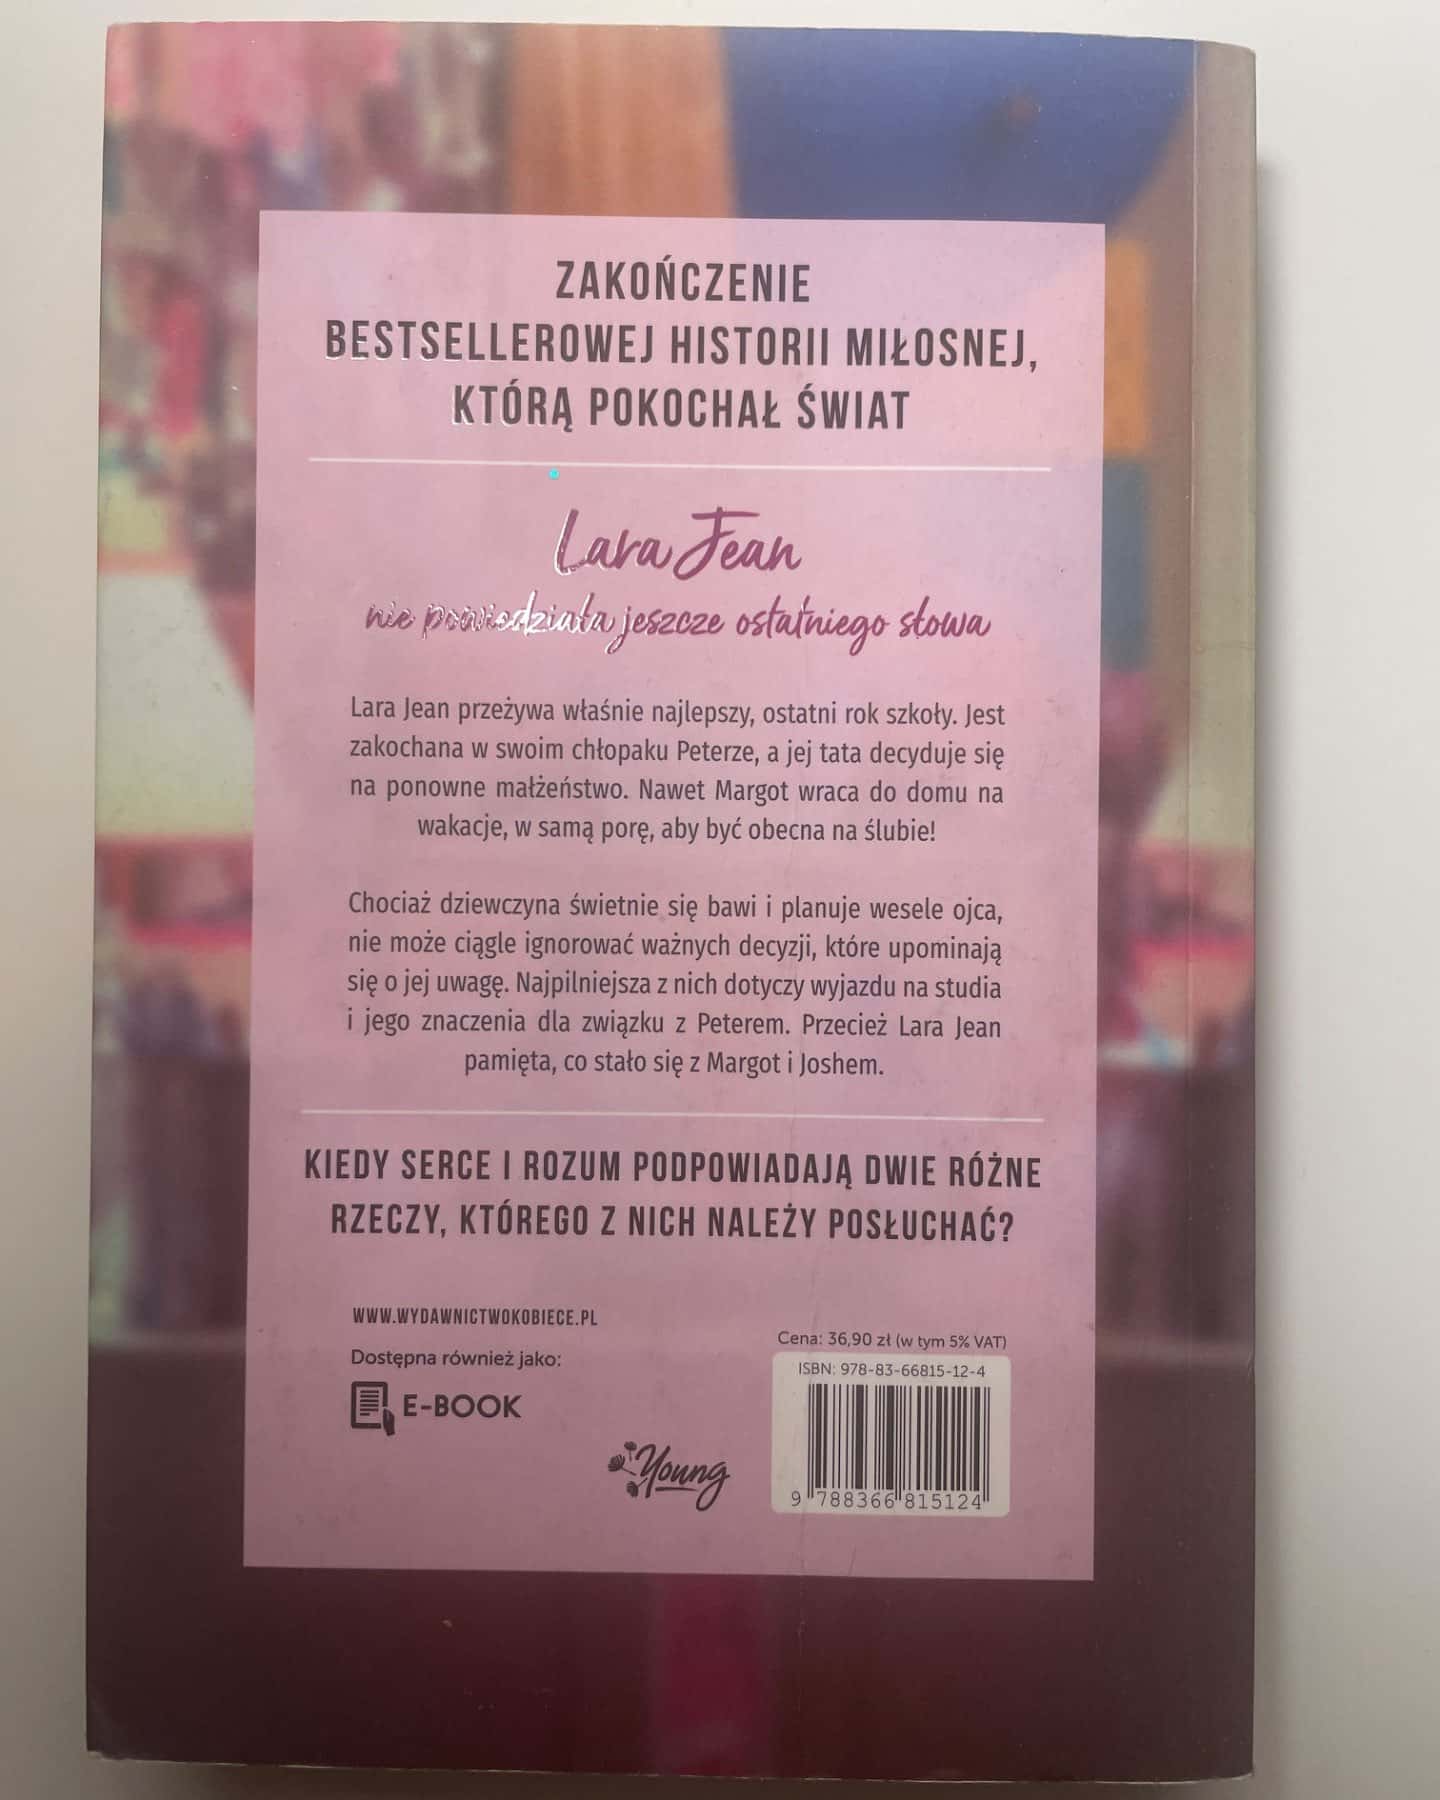 ZAKOŃCZENIE
BESTSELLEROWEJ HISTORII MIŁOSNEJ,
KTÓRĄ POKOCHAŁ ŚWIAT
Lara Jean
nie powiedziała jeszcze ostatniego słowa
Lara Jean przeżywa właśnie najlepszy, ostatni rok szkoły. Jest
zakochana w swoim chłopaku Peterze, a jej tata decyduje się
na ponowne małżeństwo. Nawet Margot wraca do domu na
wakacje, w samą porę, aby być obecna na ślubie!
Chociaż dziewczyna świetnie się bawi i planuje wesele ojca,
nie może ciągle ignorować ważnych decyzji, które upominają
się o jej uwagę. Najpilniejsza z nich dotyczy wyjazdu na studia
i jego znaczenia dla związku z Peterem. Przecież Lara Jean
pamięta, co stało się z Margot i Joshem.
KIEDY SERCE I ROZUM PODPOWIADAJĄ DWIE RÓŻNE
RZECZY, KTÓREGO Z NICH NALEŻY POSŁUCHAĆ?
WWW.WYDAWNICTWOKOBIECE.PL
Dostępna również jako:
E-BOOK
Young
Cena: 36,90 zł (w tym 5% VAT)
ISBN: 978-83-66815-12-4
9 788366 815124